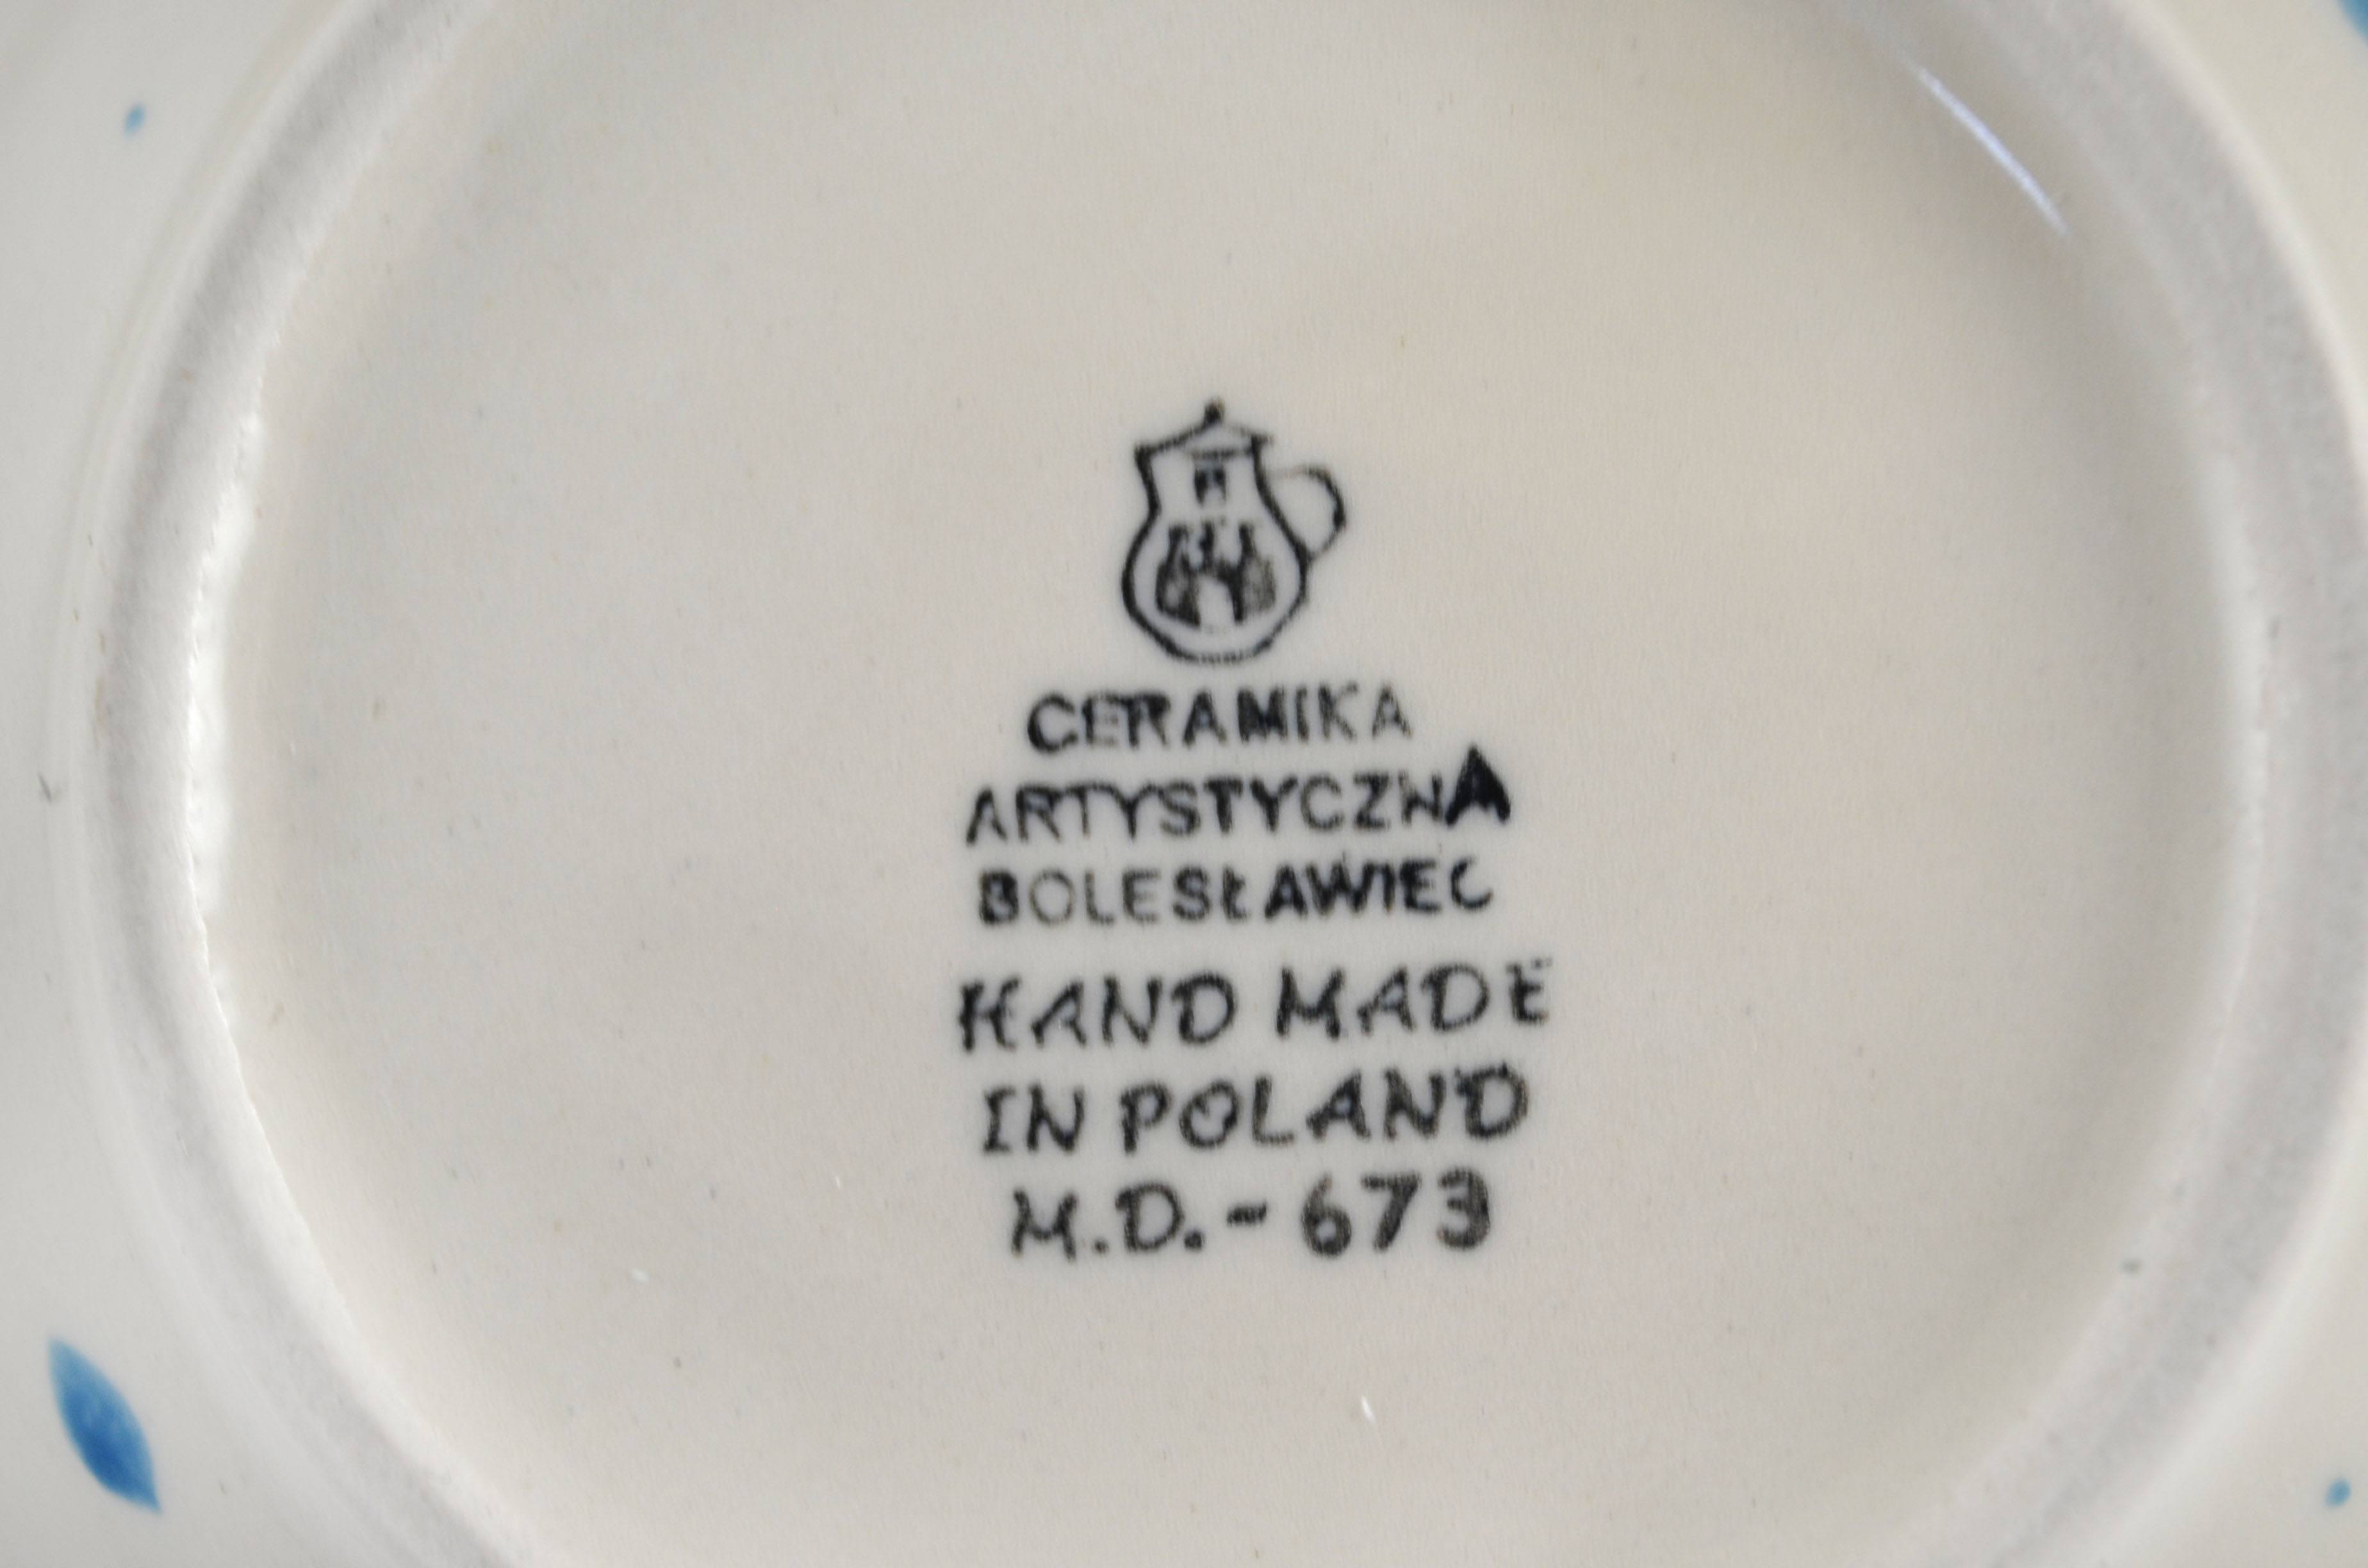 CERAMIKA
ARTYSTYCZNA
BOLESŁAWIEC
HAND MADE
IN POLAND
M.D.-673